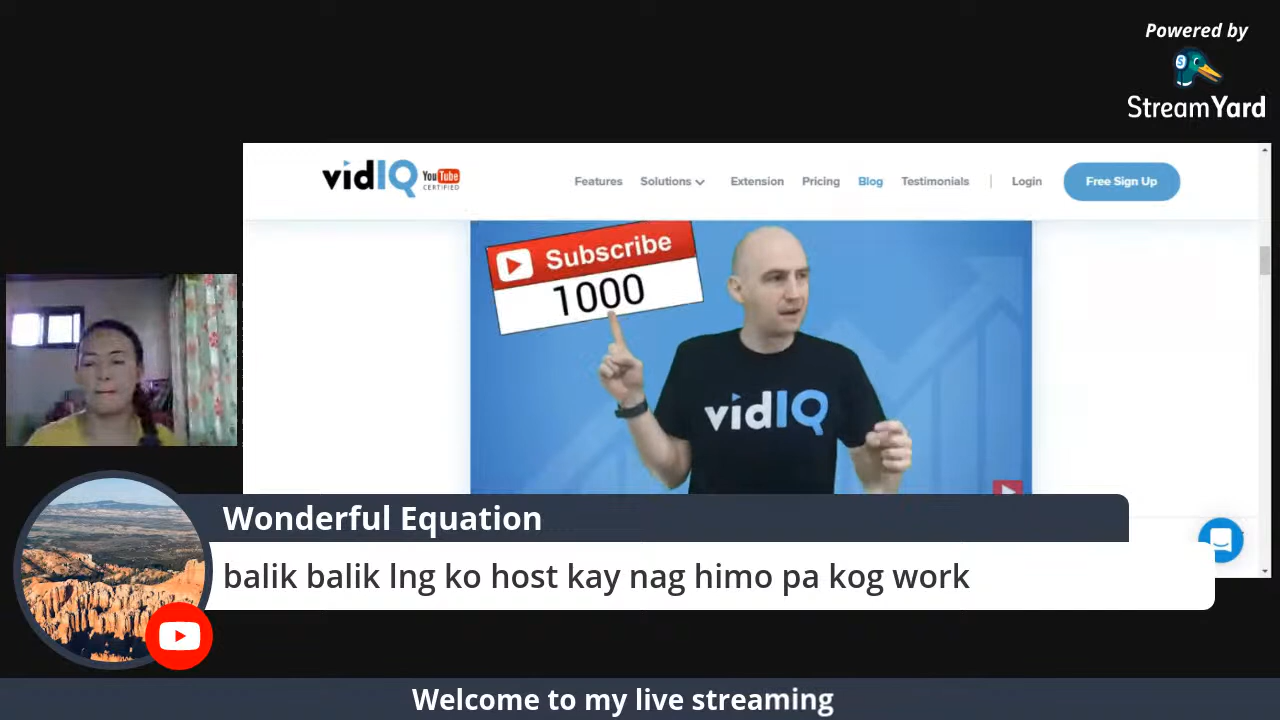 Powered by
StreamYard
vidIQ YouTube CERTIFIED
Features Solutions Extension Pricing Blog Testimonials Login Free Sign Up
Subscribe
1000
vidIQ
Wonderful Equation
balik balik lng ko host kay nag himo pa kog work
Welcome to my live streaming